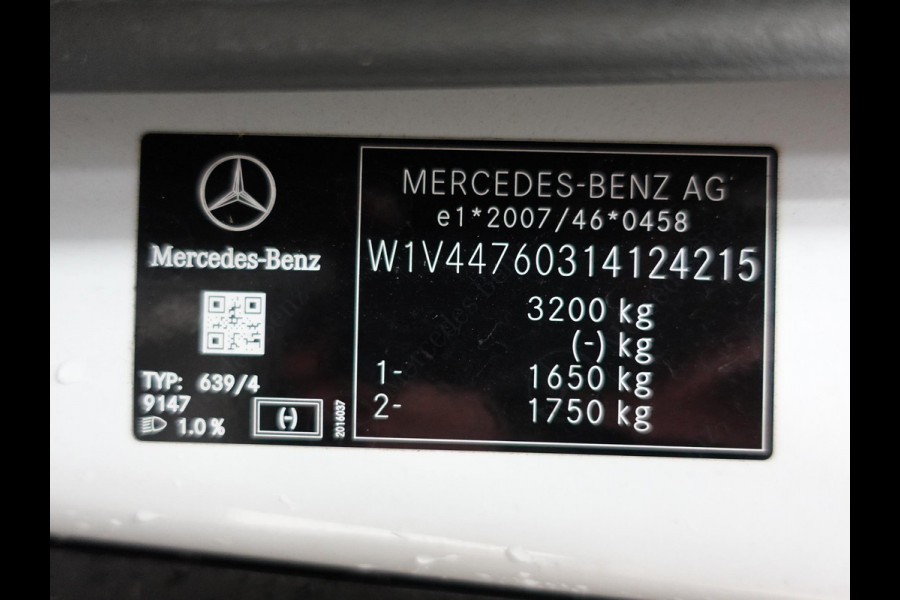 Mercedes-Benz
TYP: 639/4
9147
1.0 %
(-)
2016037
MERCEDES-BENZ AG
e1*2007/46*0458
W1V44760314124215
3200 kg
(-) kg
1- 1650 kg
2- 1750 kg